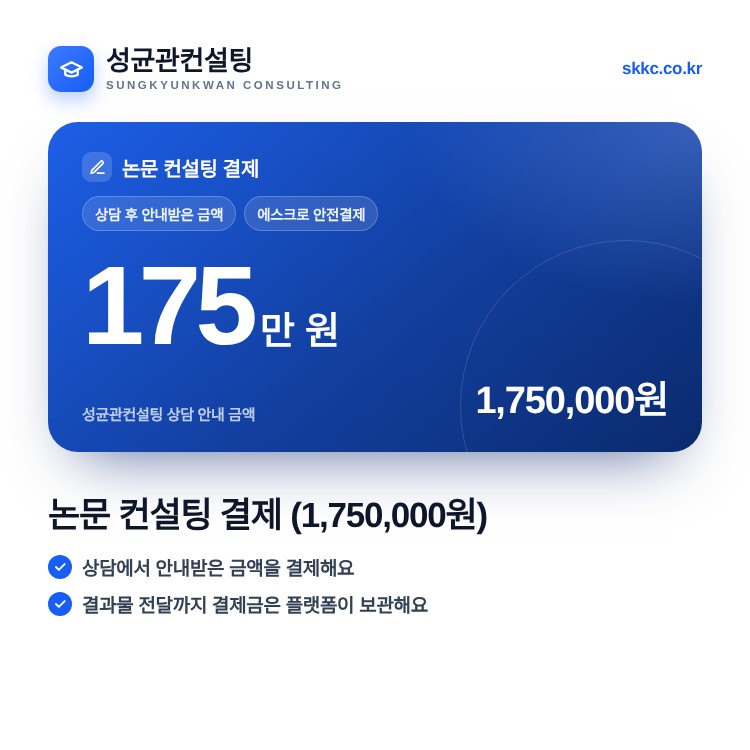 성균관컨설팅
SUNGKYUNKWAN CONSULTING
skkc.co.kr
논문 컨설팅 결제
상담 후 안내받은 금액
에스크로 안전결제
175만 원
성균관컨설팅 상담 안내 금액
1,750,000원
논문 컨설팅 결제 (1,750,000원)
상담에서 안내받은 금액을 결제해요
결과물 전달까지 결제금은 플랫폼이 보관해요